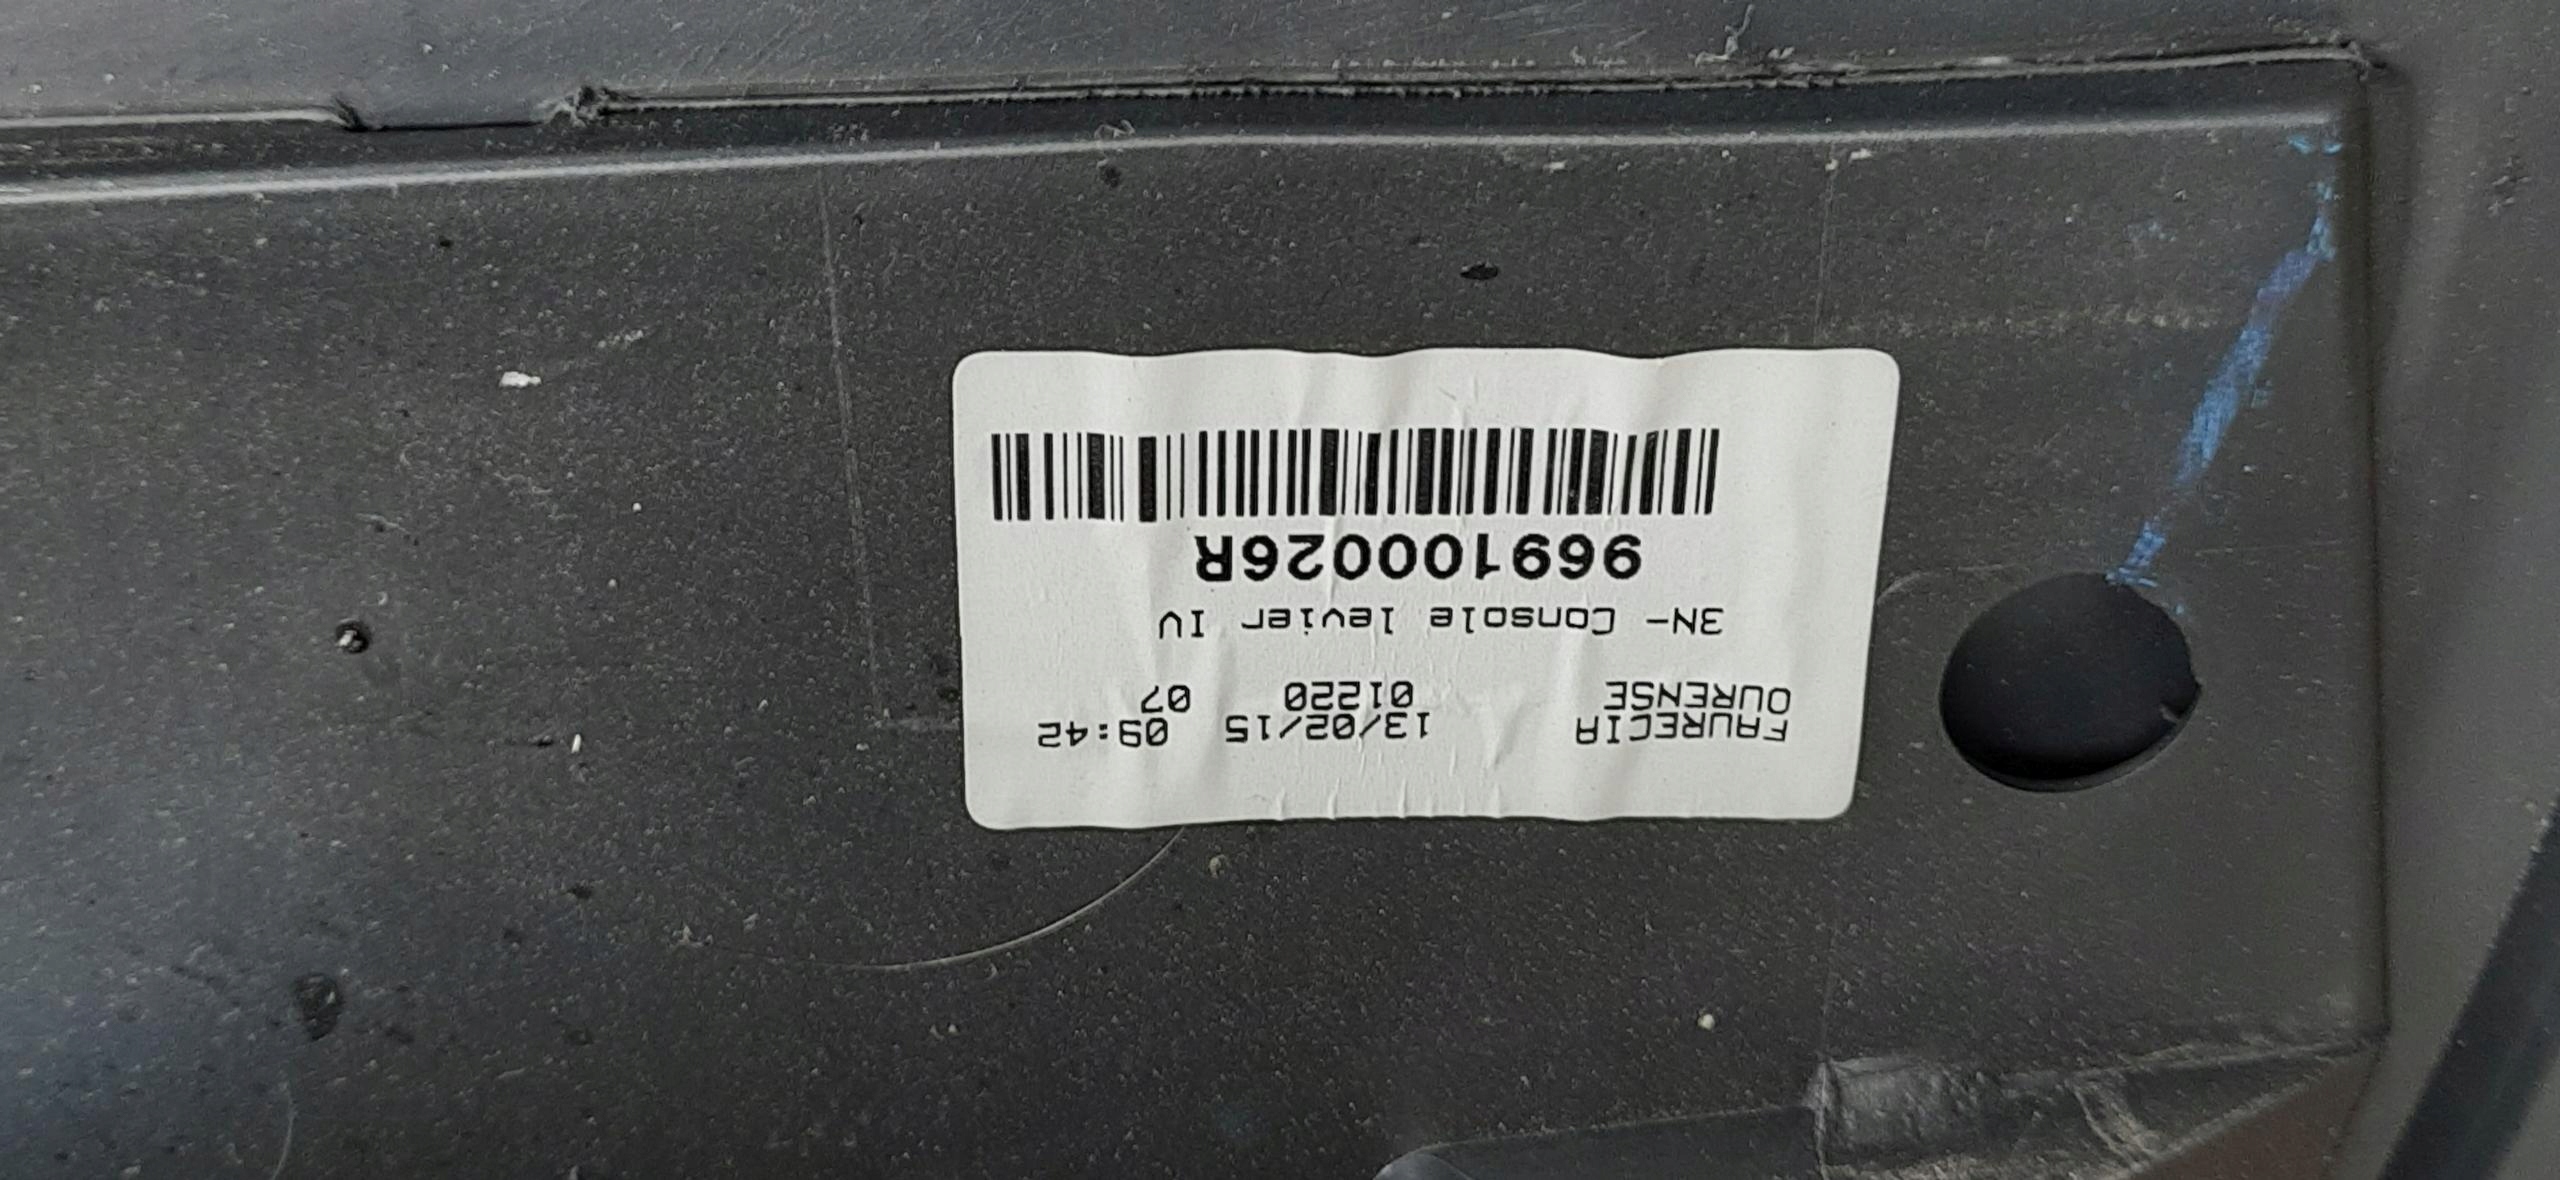 FAURECIA 13/02/15 09:42
OURENSE 01220 07
3N- Console levier IV
969100026R